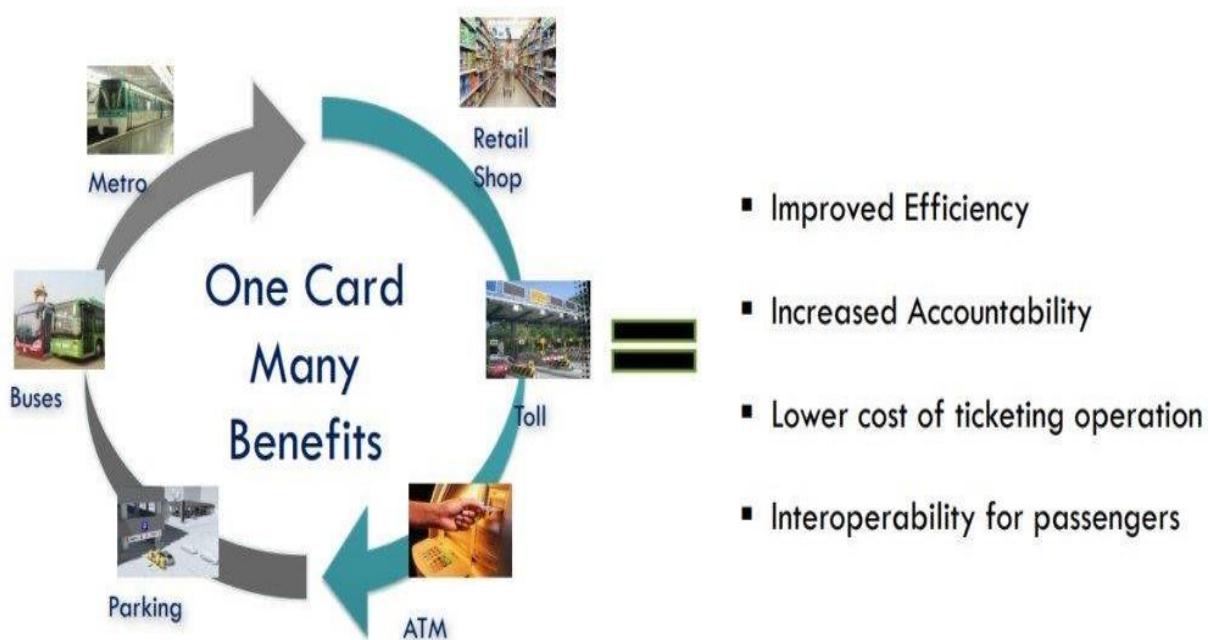 Metro
Retail
Shop
Buses
One Card
Many
Benefits
Toll
Parking
ATM
▪ Improved Efficiency
▪ Increased Accountability
▪ Lower cost of ticketing operation
▪ Interoperability for passengers